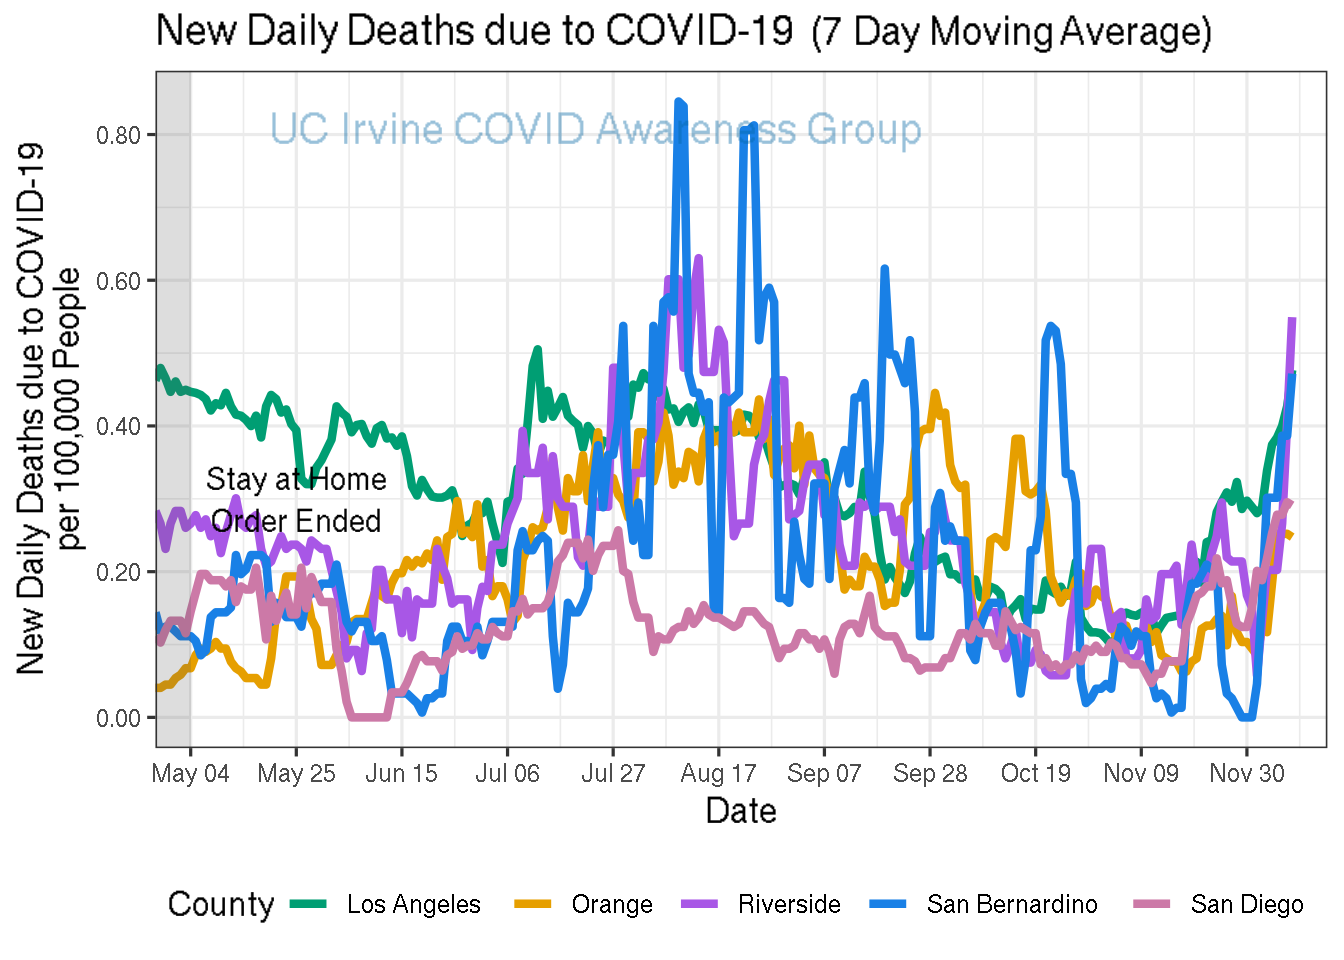 New Daily Deaths due to COVID-19 (7 Day Moving Average)
UC Irvine COVID Awareness Group
New Daily Deaths due to COVID-19
per 100,000 People
0.80
0.60
0.40
0.20
0.00
Stay at Home
Order Ended
May 04 May 25 Jun 15 Jul 06 Jul 27 Aug 17 Sep 07 Sep 28 Oct 19 Nov 09 Nov 30
Date
County Los Angeles Orange Riverside San Bernardino San Diego